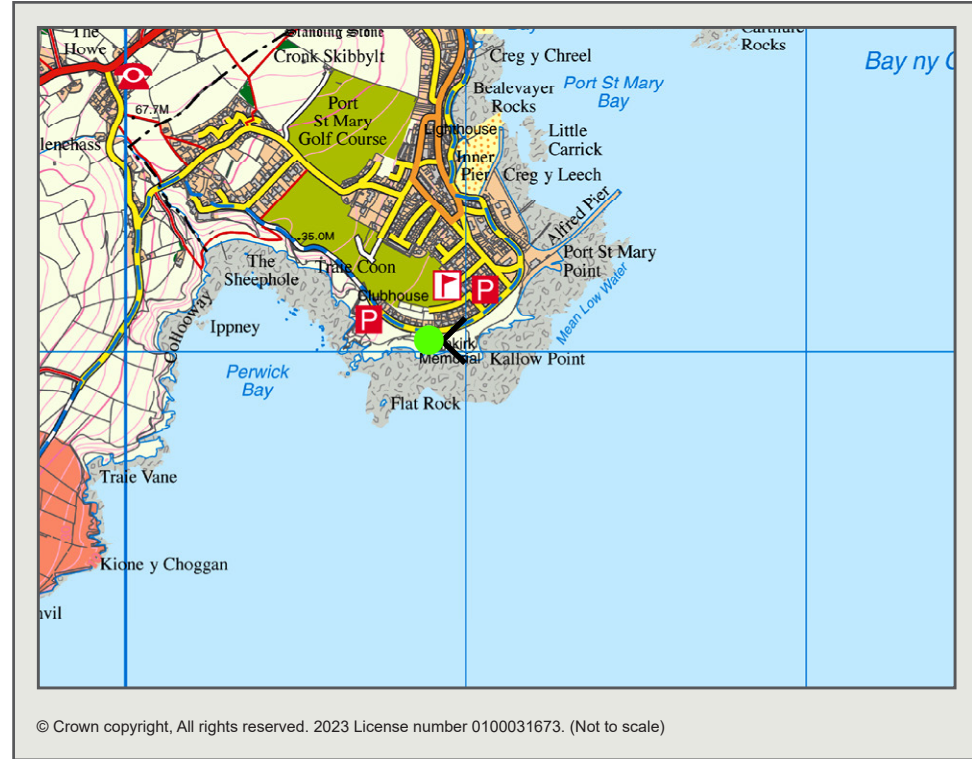 The
Howe
Standing Stone
Cronk Skibbylt
Creg y Chreel
Rocks
Bay ny
Port St Mary
Bay
Bealevayer
Rocks
67.7M
Port
St Mary
Golf Course
Lighthouse
Little
Carrick
Inner
Pier
Creg y Leech
Alfred Pier
35.0M
The
Sheephole
Traie Coon
Port St Mary
Point
Clubhouse
P
P
Mean Low Water
Collooway
Ippney
Memorial
Kallow Point
Perwick
Bay
Flat Rock
Traie Vane
Kione y Choggan
© Crown copyright, All rights reserved. 2023 License number 0100031673. (Not to scale)